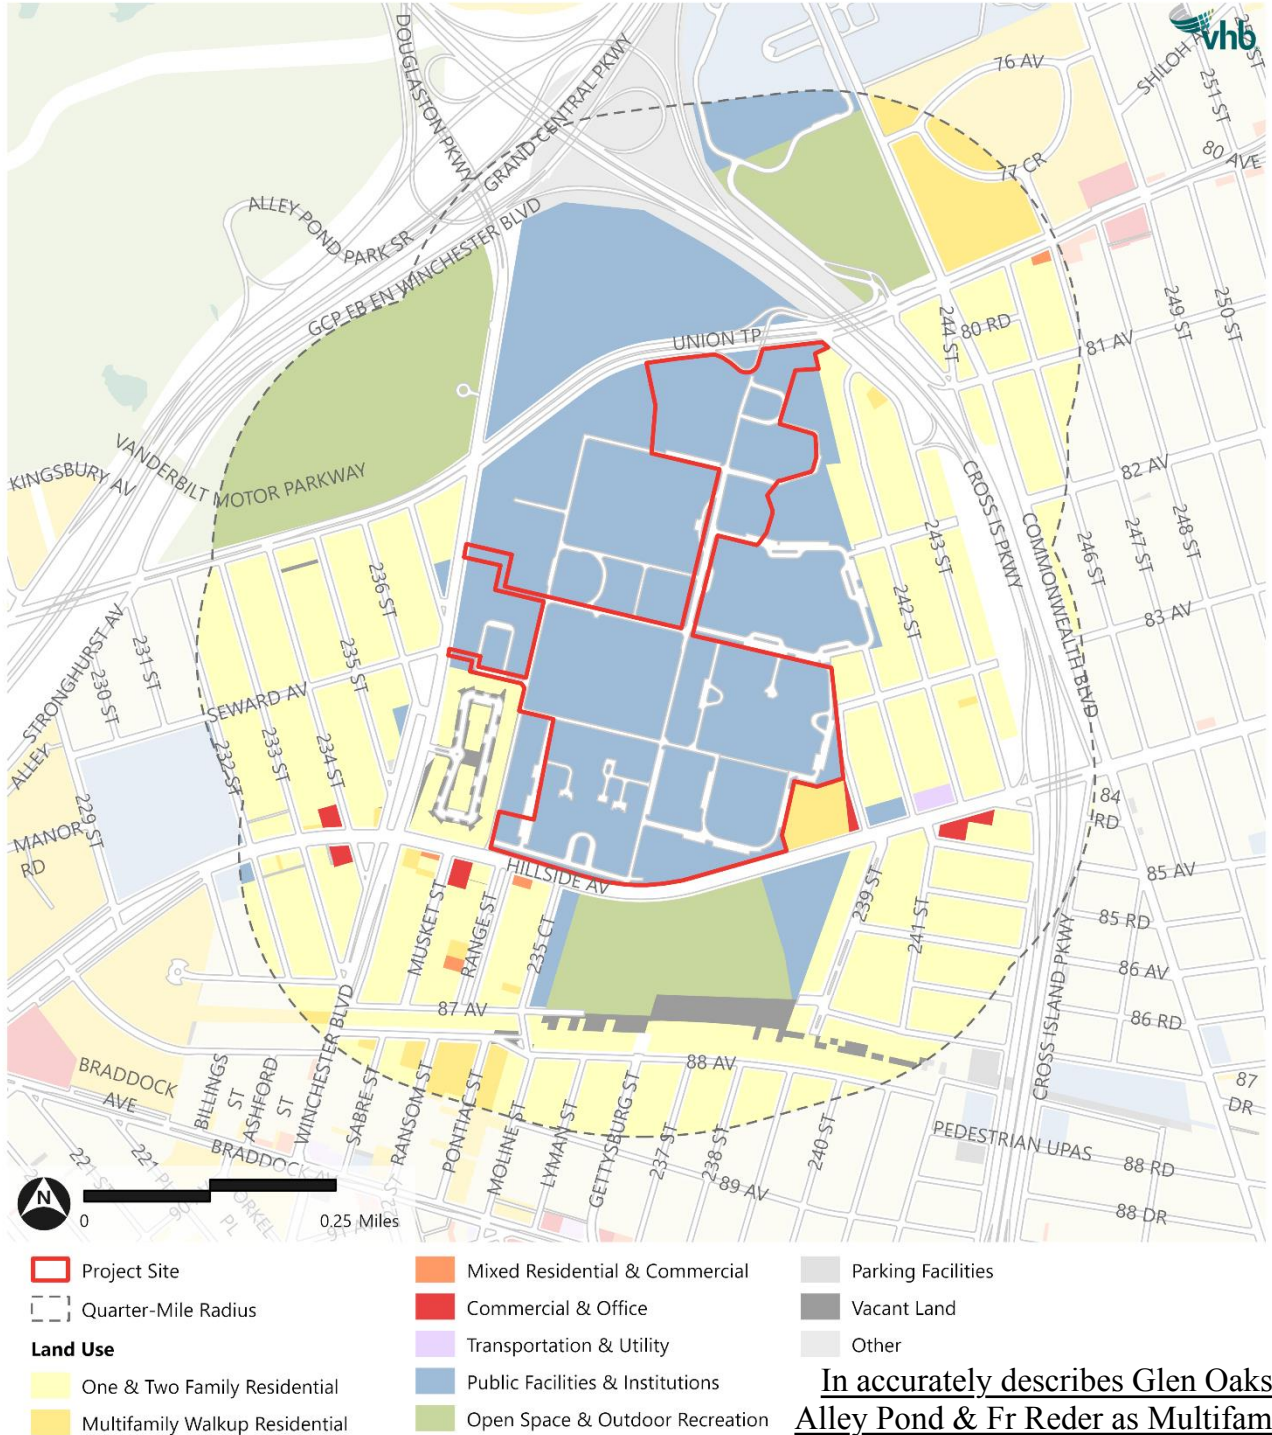 vhb
DOUGLASTON PKWY
GRAND CENTRAL PKWY
76 AV
SHILOH
251 ST
ST
77 CR
80 AVE
ALLEY POND PARK SR
GCP EB EN WINCHESTER BLVD
UNION TP
244 ST
80 RD
81 AV
249 ST
250 ST
VANDERBILT MOTOR PARKWAY
KINGSBURY AV
82 AV
CROSS IS PKWY
COMMONWEALTH BLVD
243 ST
246 ST
247 ST
248 ST
236 ST
242 ST
83 AV
STRONGHURST AV
231 ST
230 ST
235 ST
SEWARD AV
ALLEY
232 ST
233 ST
234 ST
229 ST
MANOR
RD
84
RD
HILLSIDE AV
85 AV
MUSKET ST
RANGE ST
235 CT
239 ST
241 ST
85 RD
86 AV
87 AV
86 RD
WINCHESTER BLVD
CROSS ISLAND PKWY
88 AV
87
DR
BRADDOCK
AVE
BILLINGS
ST
ASHFORD
ST
SABRE ST
RANSOM ST
PONTIAC ST
MOLINE ST
LYMAN ST
GETTYSBURG ST
237 ST
238 ST
240 ST
PEDESTRIAN UPAS
88 RD
BRADDOCK
221 ST
221 PL
PL
89 AV
88 DR
N
0
0.25 Miles
Project Site
Quarter-Mile Radius
Land Use
One & Two Family Residential
Multifamily Walkup Residential
Mixed Residential & Commercial
Commercial & Office
Transportation & Utility
Public Facilities & Institutions
Open Space & Outdoor Recreation
Parking Facilities
Vacant Land
Other
In accurately describes Glen Oaks
Alley Pond & Fr Reder as Multifam